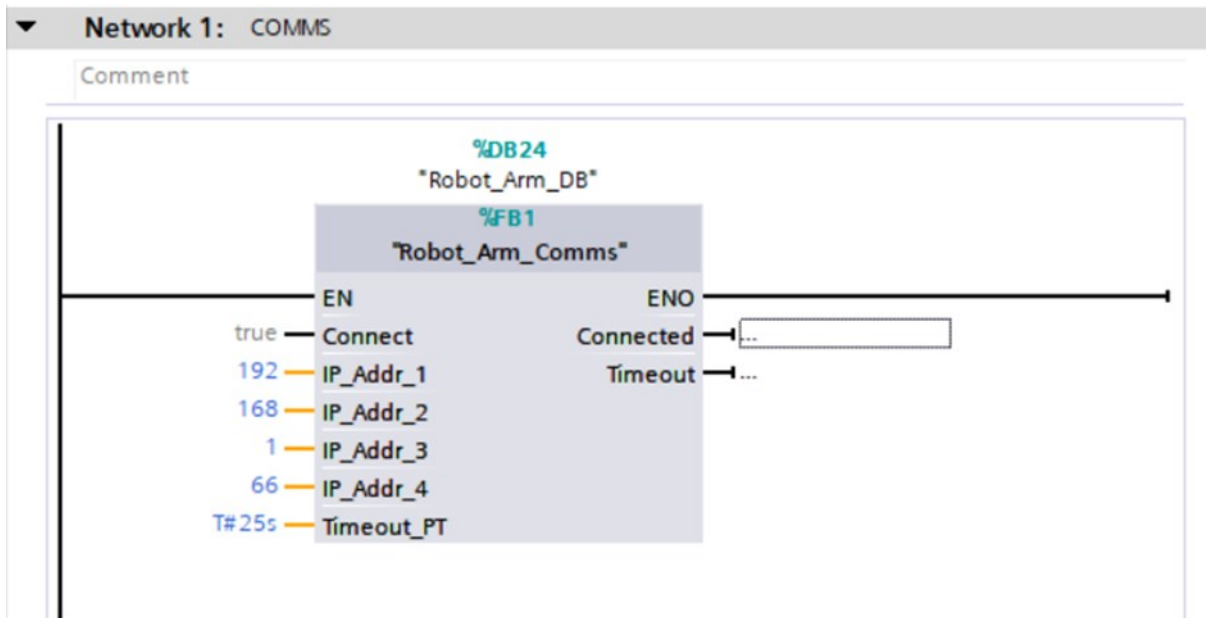 Network 1: COMMS
Comment
%DB24
"Robot_Arm_DB"
%FB1
"Robot_Arm_Comms"
EN ENO
true Connect Connected ...
192 IP_Addr_1 Timeout ...
168 IP_Addr_2
1 IP_Addr_3
66 IP_Addr_4
T#25s Timeout_PT